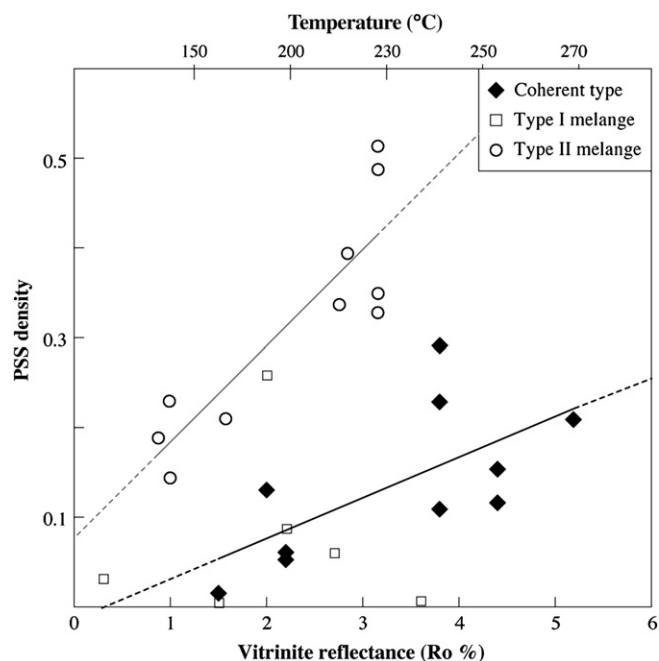 Temperature (°C)
150 200 230 250 270
Coherent type
Type I melange
Type II melange
0.5
0.3
0.1
PSS density
0 1 2 3 4 5 6
Vitrinite reflectance (Ro %)